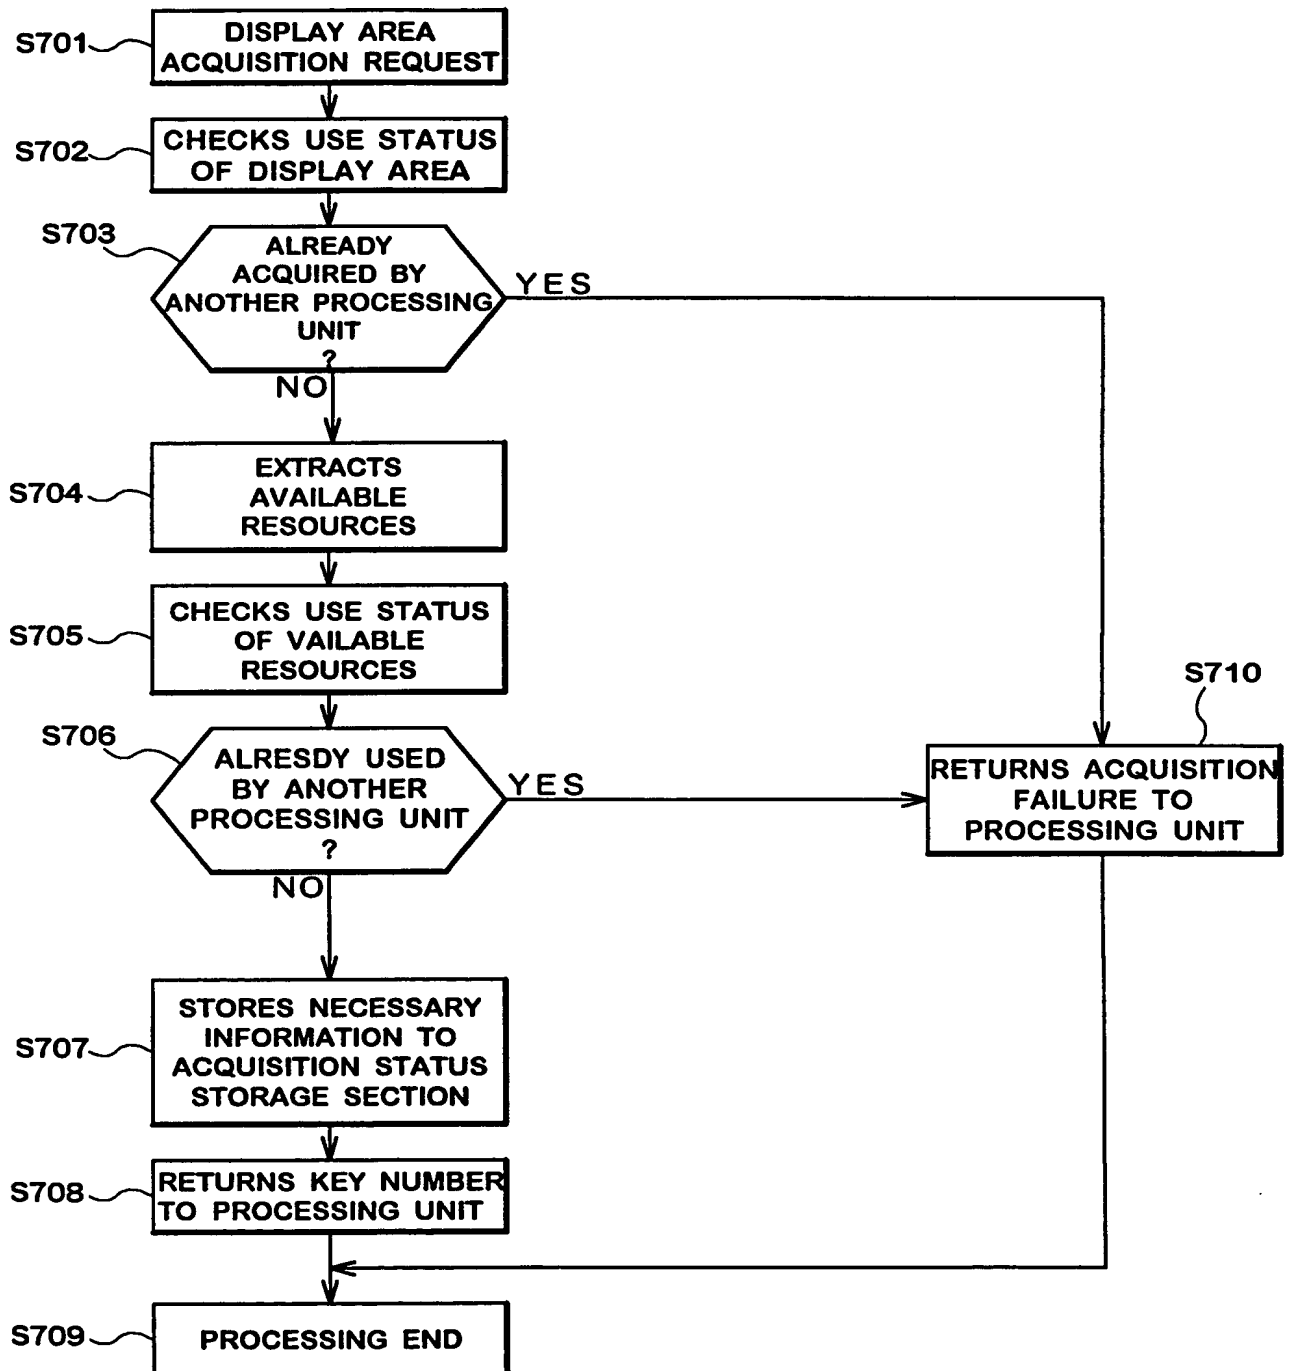 S701
DISPLAY AREA
ACQUISITION REQUEST
S702
CHECKS USE STATUS
OF DISPLAY AREA
S703
ALREADY
ACQUIRED BY
ANOTHER PROCESSING
UNIT
?
YES
NO
S704
EXTRACTS
AVAILABLE
RESOURCES
S705
CHECKS USE STATUS
OF VAILABLE
RESOURCES
S706
ALRESDY USED
BY ANOTHER
PROCESSING UNIT
?
YES
NO
S710
RETURNS ACQUISITION
FAILURE TO
PROCESSING UNIT
S707
STORES NECESSARY
INFORMATION TO
ACQUISITION STATUS
STORAGE SECTION
S708
RETURNS KEY NUMBER
TO PROCESSING UNIT
S709
PROCESSING END